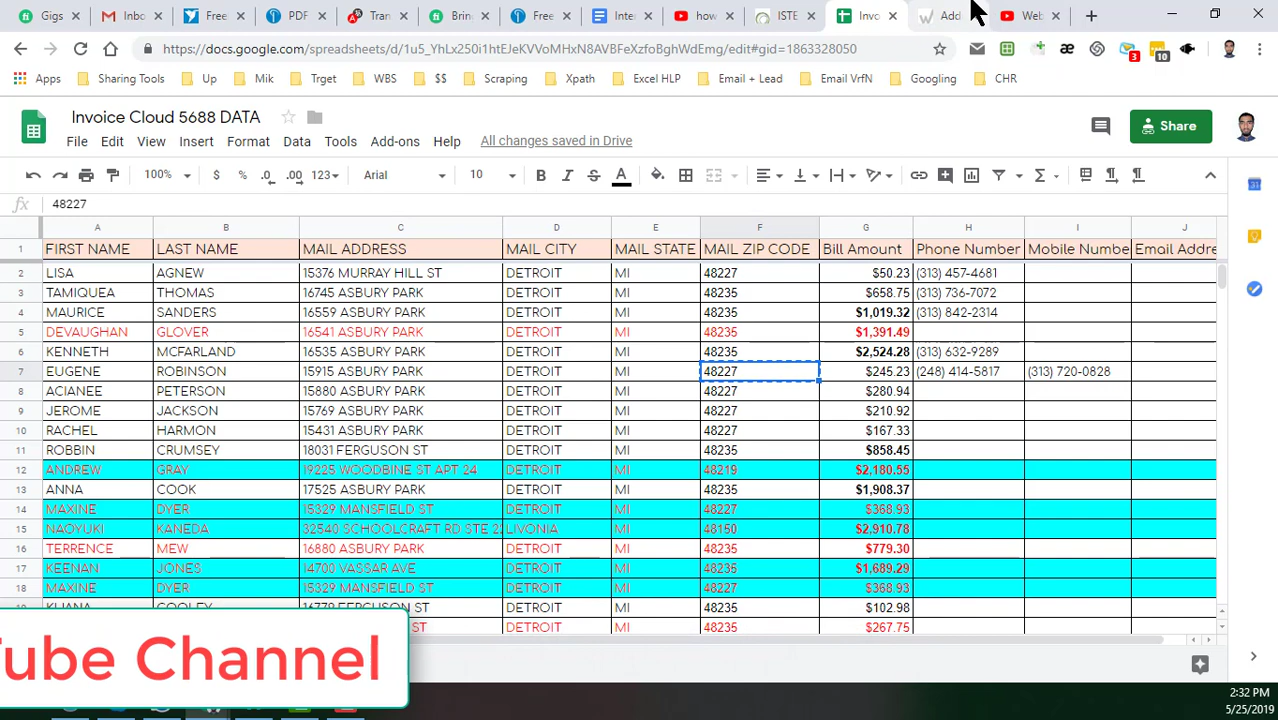 Gigs
Inbo
Free
PDF
Tran
Bring
Free
Inte
how
ISTE
Invo
Add
Web
https://docs.google.com/spreadsheets/d/1u5_YhLx250i1htH7xN8AVBFeXzfoBghWdEmg/edit#gid=1863328050
3
10
Apps
Sharing Tools
Up
Mik
Trget
WBS
$$
Scraping
Xpath
Excel HLP
Email + Lead
Email VrfN
Googling
CHR
Invoice Cloud 5688 DATA
Share
File Edit View Insert Format Data Tools Add-ons Help All changes saved in Drive
100% $ % .0 .00 123 Arial 10 B I S A
fx 48227
A B C D E F G H I J
1 FIRST NAME LAST NAME MAIL ADDRESS MAIL CITY MAIL STATE MAIL ZIP CODE Bill Amount Phone Number Mobile Numbe Email Addre
2 LISA AGNEW 15376 MURRAY HILL ST DETROIT MI 48227 $50.23 (313) 457-4681
3 TAMIQUEA THOMAS 16745 ASBURY PARK DETROIT MI 48235 $658.75 (313) 736-7072
4 MAURICE SANDERS 16559 ASBURY PARK DETROIT MI 48235 $1,019.32 (313) 842-2314
5 DEVAUGHAN GLOVER 16541 ASBURY PARK DETROIT MI 48235 $1,391.49
6 KENNETH MCFARLAND 16535 ASBURY PARK DETROIT MI 48235 $2,524.28 (313) 632-9289
7 EUGENE ROBINSON 15915 ASBURY PARK DETROIT MI 48227 $245.23 (248) 414-5817 (313) 720-0828
8 ACIANEE PETERSON 15880 ASBURY PARK DETROIT MI 48227 $280.94
9 JEROME JACKSON 15769 ASBURY PARK DETROIT MI 48227 $210.92
10 RACHEL HARMON 15431 ASBURY PARK DETROIT MI 48227 $167.33
11 ROBBIN CRUMSEY 18031 FERGUSON ST DETROIT MI 48235 $858.45
12 ANDREW GRAY 19225 WOODBINE ST APT 24 DETROIT MI 48219 $2,180.55
13 ANNA COOK 17525 ASBURY PARK DETROIT MI 48235 $1,908.37
14 MAXINE DYER 15329 MANSFIELD ST DETROIT MI 48227 $368.93
15 NAOYUKI KANEDA 32540 SCHOOLCRAFT RD STE 22 LIVONIA MI 48150 $2,910.78
16 TERRENCE MEW 16880 ASBURY PARK DETROIT MI 48235 $779.30
17 KEENAN JONES 14700 VASSAR AVE DETROIT MI 48235 $1,689.29
18 MAXINE DYER 15329 MANSFIELD ST DETROIT MI 48227 $368.93
COOLEY 16779 FERGUSON ST DETROIT MI 48235 $102.98
ST DETROIT MI 48235 $267.75
Tube Channel
2:32 PM
5/25/2019